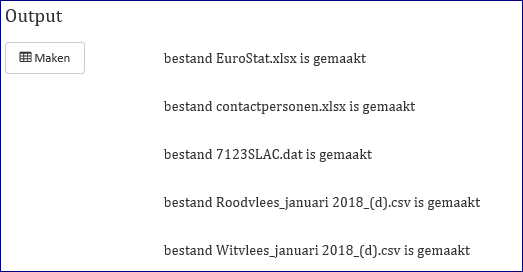 Output
Maken
bestand EuroStat.xlsx is gemaakt
bestand contactpersonen.xlsx is gemaakt
bestand 7123SLAC.dat is gemaakt
bestand Roodvlees_januari 2018_(d).csv is gemaakt
bestand Witvlees_januari 2018_(d).csv is gemaakt